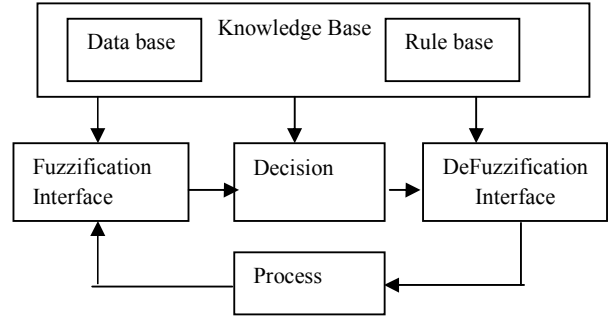 Knowledge Base
Data base
Rule base
Fuzzification
Interface
Decision
DeFuzzification
Interface
Process